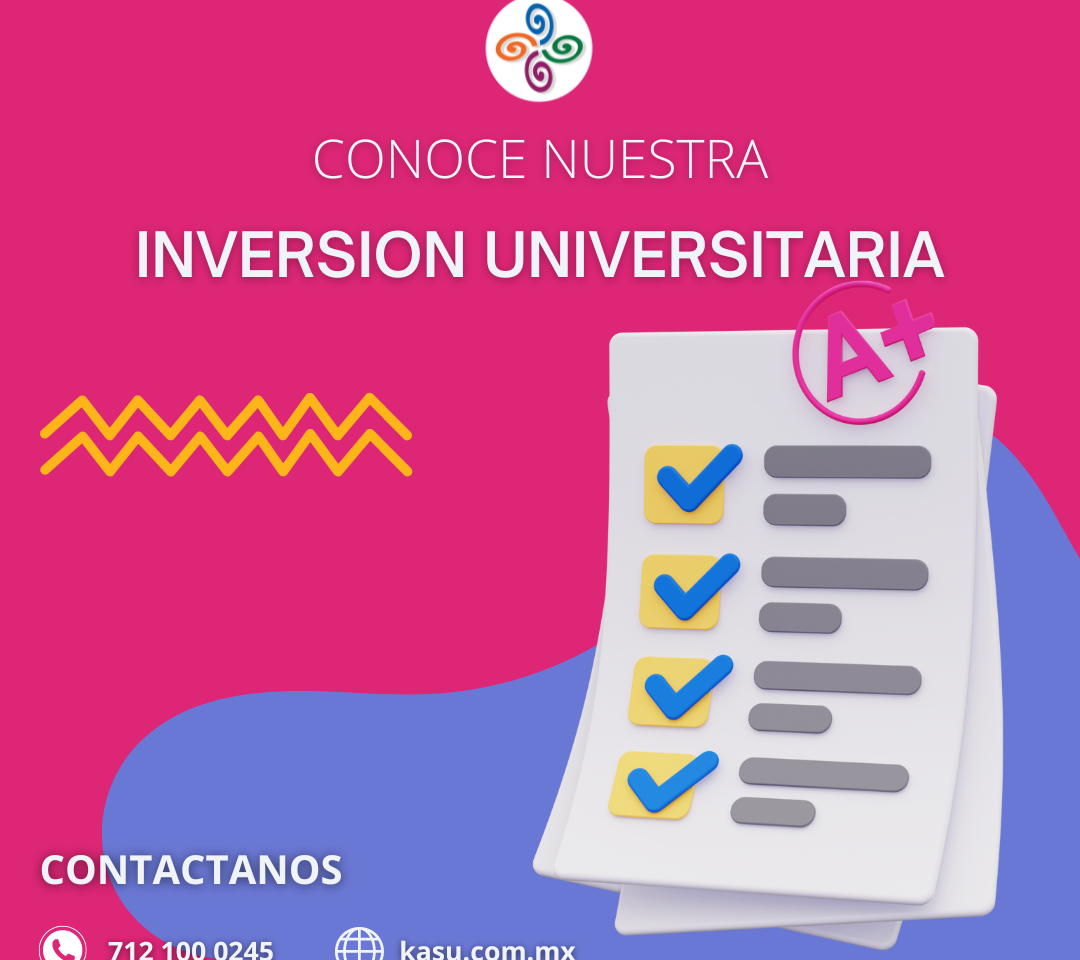 CONOCE NUESTRA
INVERSION UNIVERSITARIA
A+
CONTACTANOS
712 100 0245
kasu.com.mx